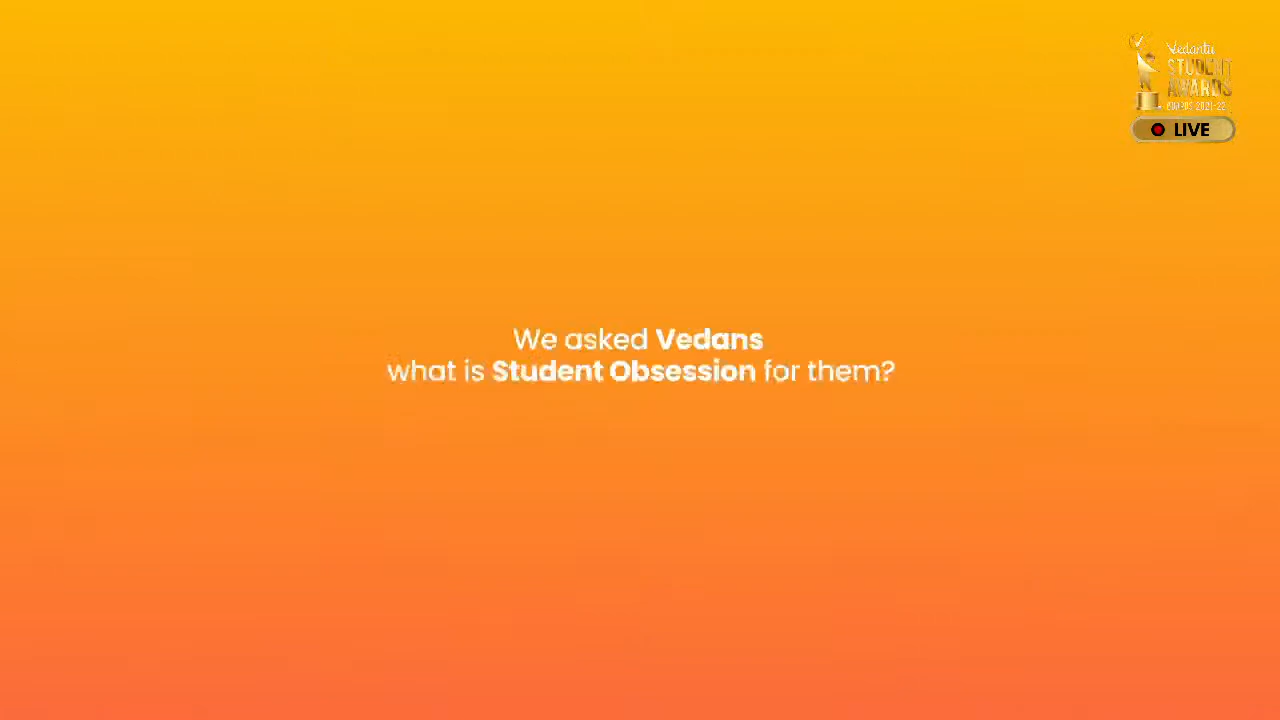 Vedantu
STUDENT
AWARDS
LIVE
We asked Vedans
what is Student Obsession for them?